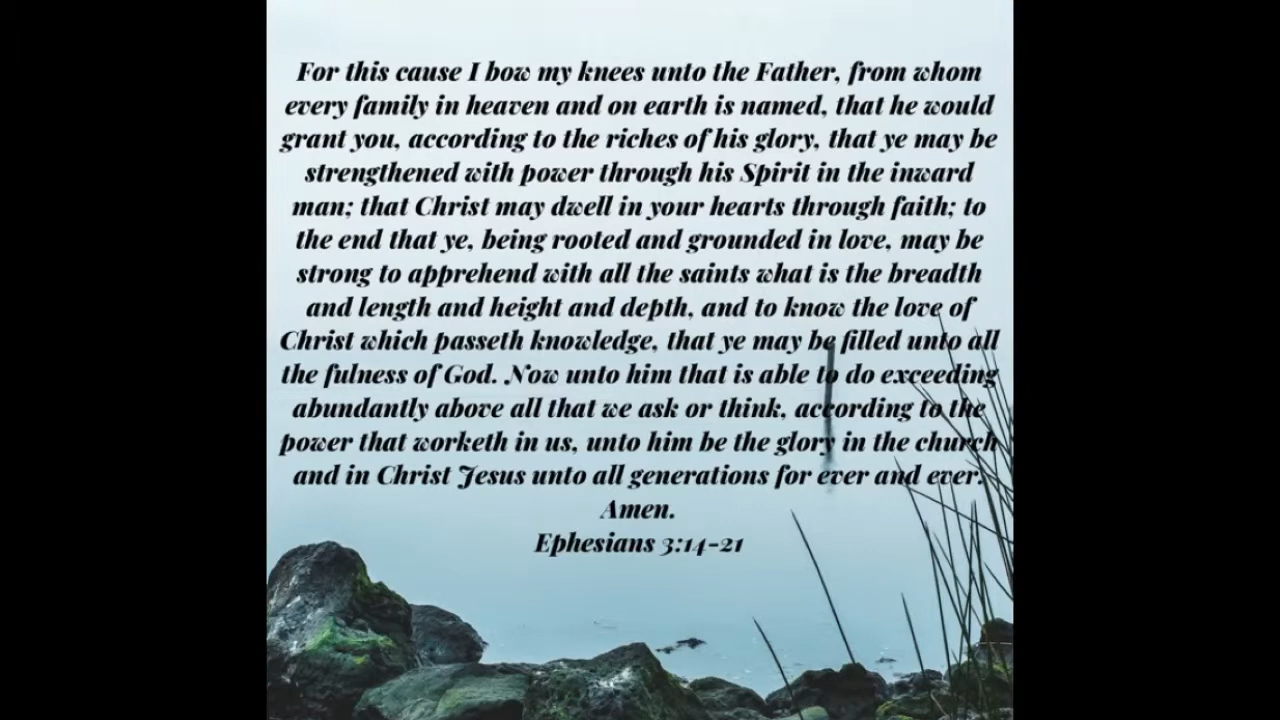 For this cause I bow my knees unto the Father, from whom
every family in heaven and on earth is named, that he would
grant you, according to the riches of his glory, that ye may be
strengthened with power through his Spirit in the inward
man; that Christ may dwell in your hearts through faith; to
the end that ye, being rooted and grounded in love, may be
strong to apprehend with all the saints what is the breadth
and length and height and depth, and to know the love of
Christ which passeth knowledge, that ye may be filled unto all
the fulness of God. Now unto him that is able to do exceeding
abundantly above all that we ask or think, according to the
power that worketh in us, unto him be the glory in the church
and in Christ Jesus unto all generations for ever and ever.
Amen.
Ephesians 3:14-21